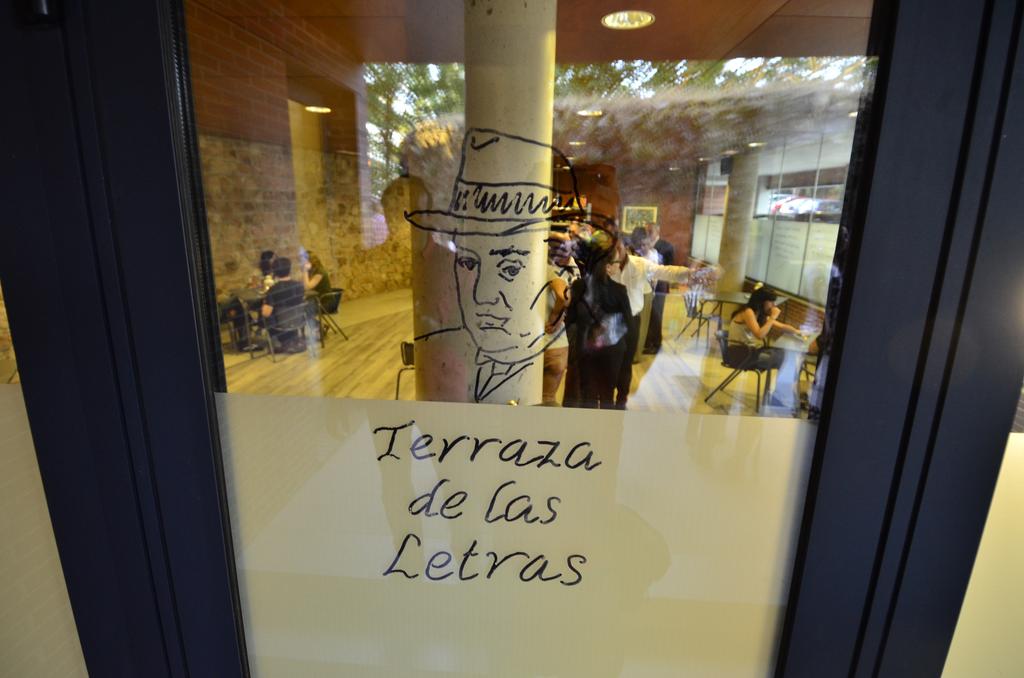 Terraza
de las
Letras